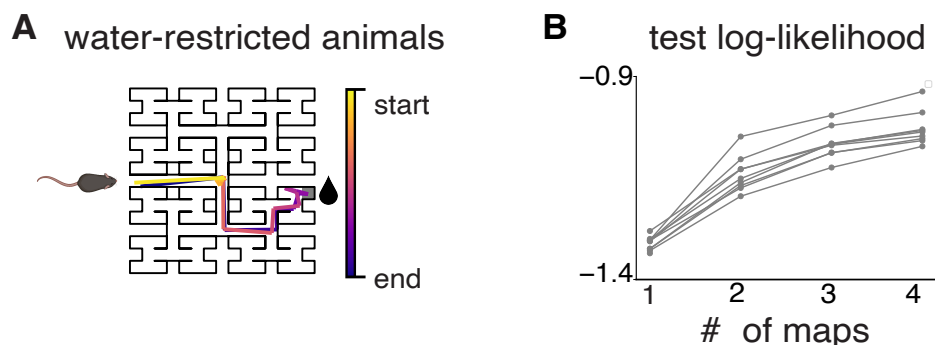 A water-restricted animals
start
end
B test log-likelihood
−0.9
−1.4
1 2 3 4
# of maps